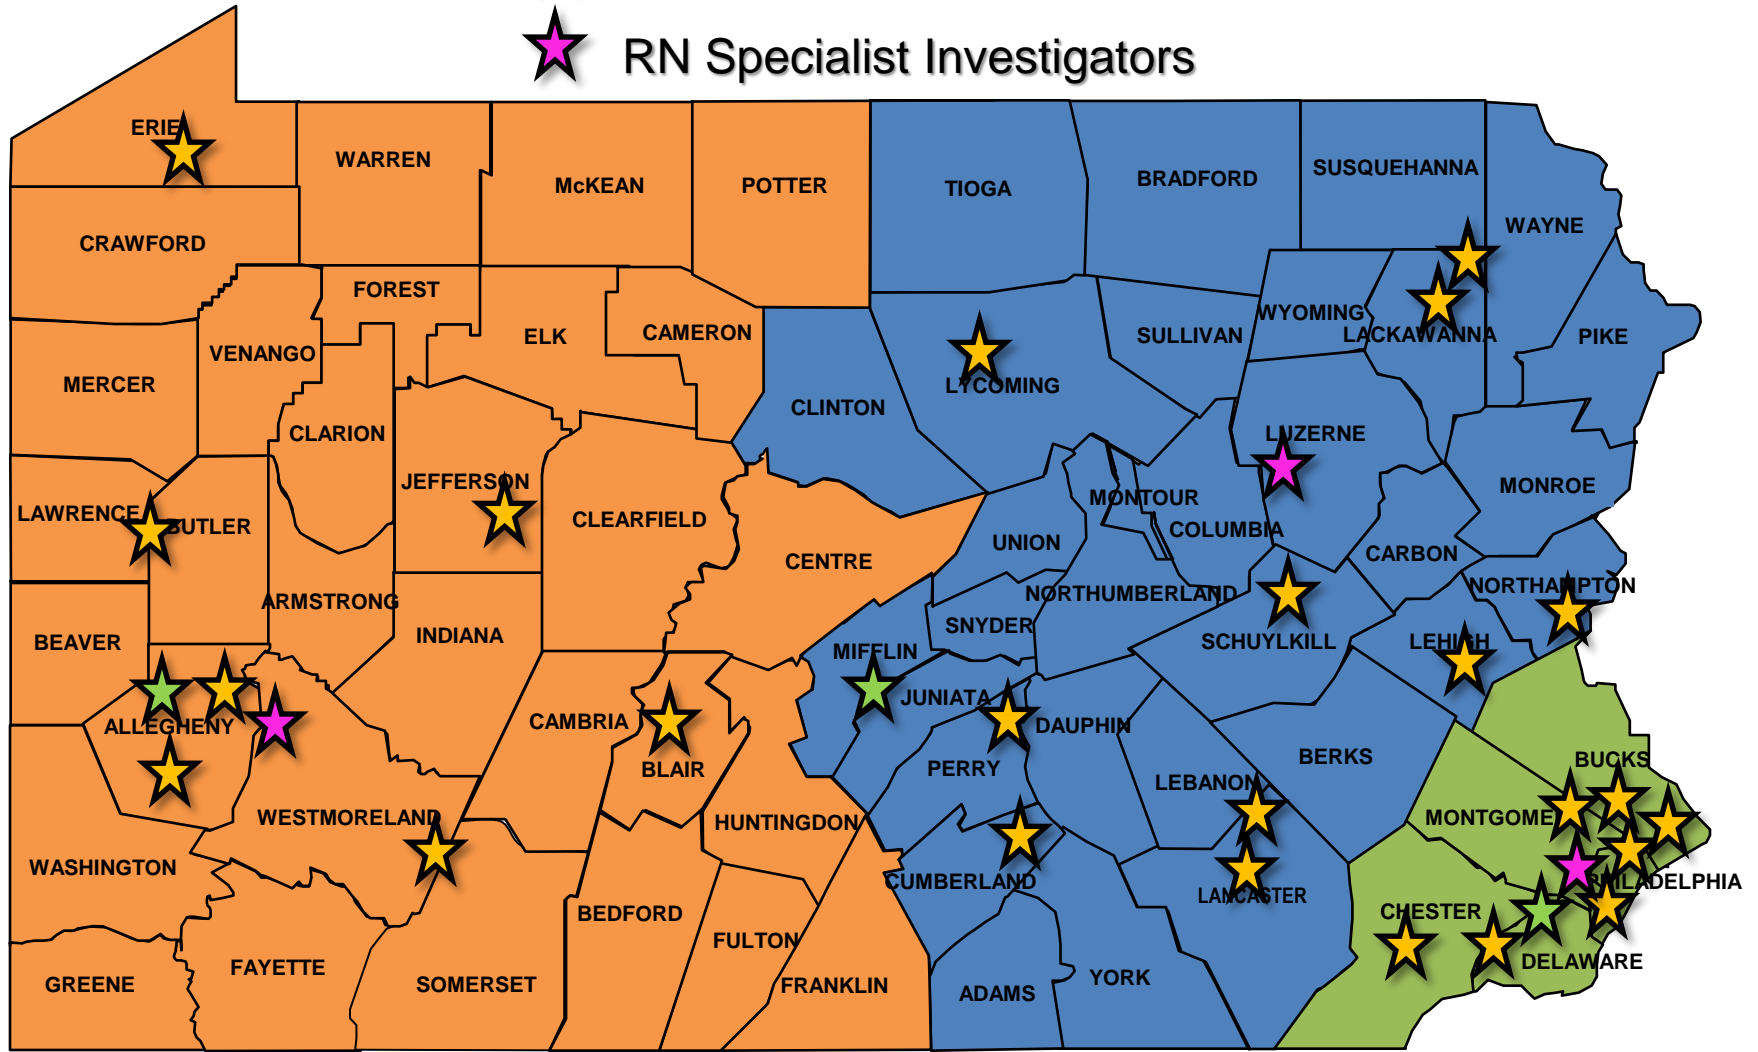 RN Specialist Investigators
ERIE
WARREN
McKEAN
POTTER
TIOGA
BRADFORD
SUSQUEHANNA
WAYNE
CRAWFORD
FOREST
ELK
CAMERON
WYOMING
LACKAWANNA
PIKE
VENANGO
SULLIVAN
MERCER
LYCOMING
CLINTON
CLARION
LUZERNE
JEFFERSON
MONTOUR
MONROE
LAWRENCE
BUTLER
CLEARFIELD
COLUMBIA
UNION
CARBON
CENTRE
NORTHAMPTON
ARMSTRONG
NORTHUMBERLAND
BEAVER
INDIANA
SNYDER
SCHUYLKILL
LEHIGH
MIFFLIN
JUNIATA
ALLEGHENY
CAMBRIA
DAUPHIN
BLAIR
PERRY
BERKS
BUCKS
LEBANON
WESTMORELAND
HUNTINGDON
MONTGOME
WASHINGTON
CUMBERLAND
LANCASTER
PHILADELPHIA
BEDFORD
CHESTER
FULTON
FAYETTE
DELAWARE
GREENE
SOMERSET
FRANKLIN
ADAMS
YORK